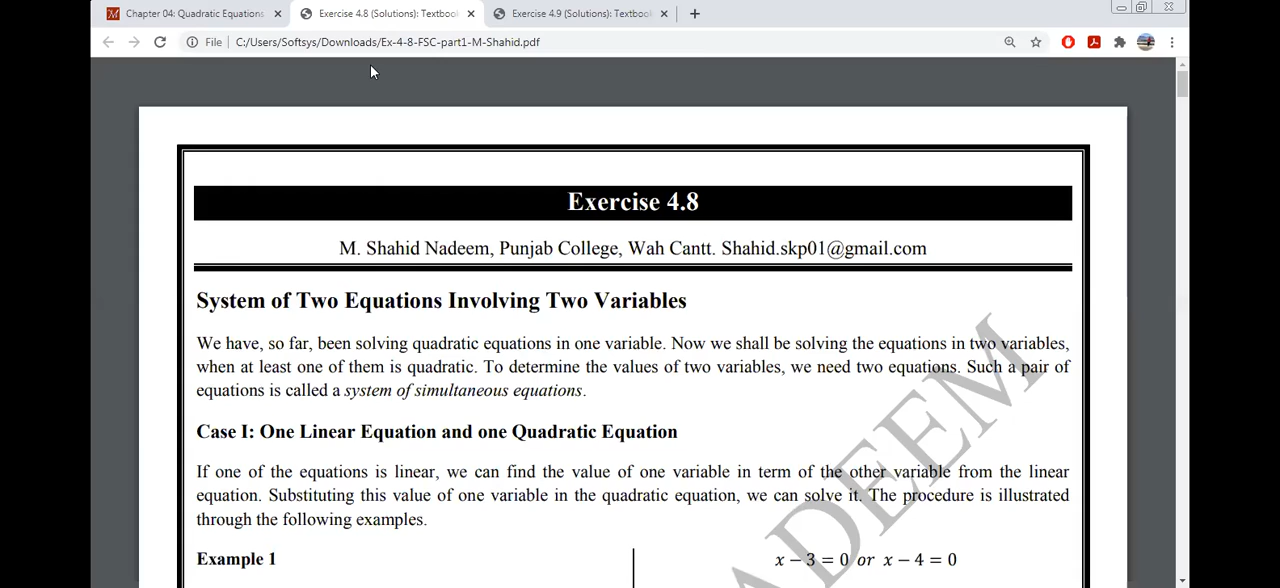 Chapter 04: Quadratic Equations
Exercise 4.8 (Solutions): Textbook
Exercise 4.9 (Solutions): Textbook
File
C:/Users/Softsys/Downloads/Ex-4-8-FSC-part1-M-Shahid.pdf
Exercise 4.8
M. Shahid Nadeem, Punjab College, Wah Cantt. Shahid.skp01@gmail.com
System of Two Equations Involving Two Variables
We have, so far, been solving quadratic equations in one variable. Now we shall be solving the equations in two variables,
when at least one of them is quadratic. To determine the values of two variables, we need two equations. Such a pair of
equations is called a system of simultaneous equations.
Case I: One Linear Equation and one Quadratic Equation
If one of the equations is linear, we can find the value of one variable in term of the other variable from the linear
equation. Substituting this value of one variable in the quadratic equation, we can solve it. The procedure is illustrated
through the following examples.
Example 1
x − 3 = 0 or x − 4 = 0
ADEEM